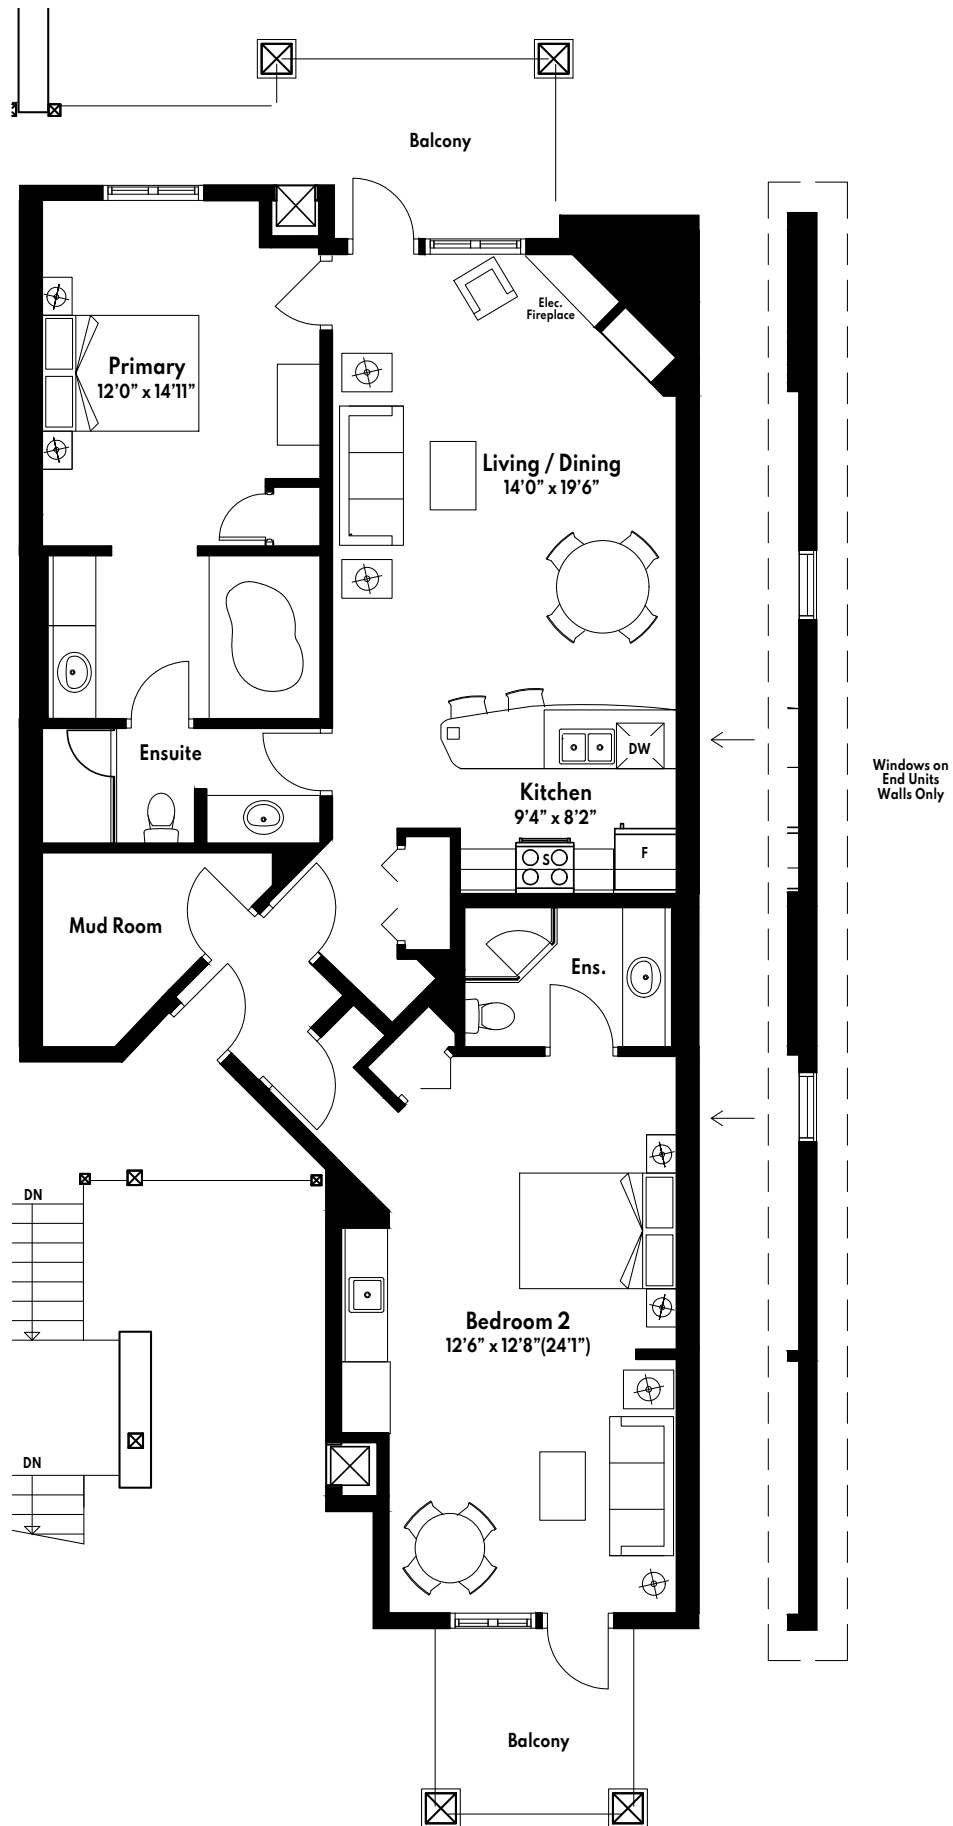 Balcony
Elec.
Fireplace
Primary
12'0" x 14'11"
Living / Dining
14'0" x 19'6"
Ensuite
DW
Windows on
End Units
Walls Only
Kitchen
9'4" x 8'2"
S
F
Mud Room
Ens.
DN
Bedroom 2
12'6" x 12'8"(24'1")
DN
Balcony